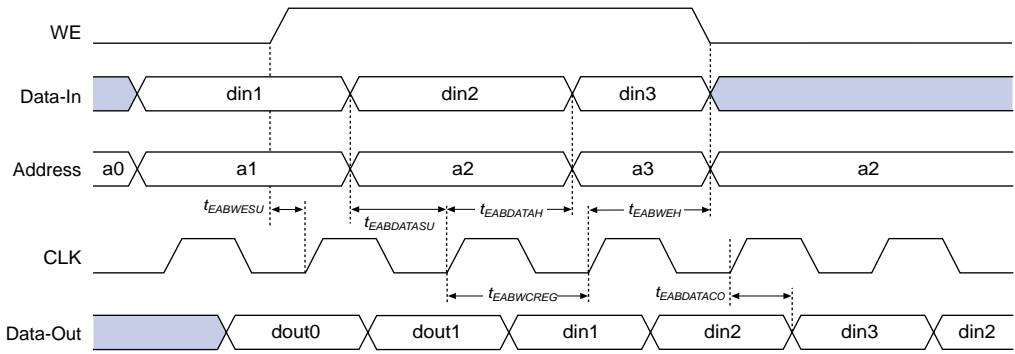 WE
Data-In din1 din2 din3
Address a0 a1 a2 a3 a2
tEABWESU tEABDATASU tEABDATAH tEABWEH
CLK
tEABWCREG tEABDATACO
Data-Out dout0 dout1 din1 din2 din3 din2